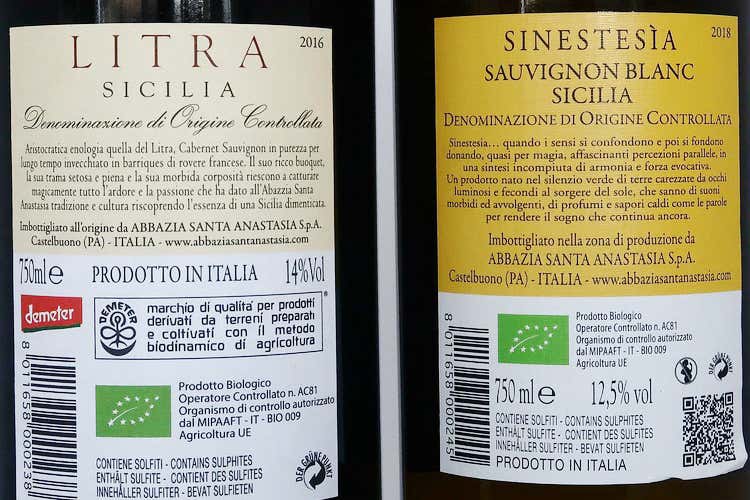 LITRA
2016
SICILIA
Denominazione di Origine Controllata
Aristocratica enologia quella del Litra, Cabernet Sauvignon in purezza per
lungo tempo invecchiato in barriques di rovere francese. Il suo ricco buoquet,
la sua trama setosa e piena e la sua morbida corposità riescono a catturare
magicamente tutto l'ardore e la passione che ha dato all'Abazzia Santa
Anastasia tradizione e cultura riscoprendo l'essenza di una Sicilia dimenticata.
Imbottigliato all'origine da ABBAZIA SANTA ANASTASIA S.p.A.
Castelbuono (PA) - ITALIA - www.abbaziasantanastasia.com
750ml e PRODOTTO IN ITALIA 14% Vol
demeter
DEMETER
marchio di qualita' per prodotti
derivati da terreni preparati
e coltivati con il metodo
biodinamico di agricoltura
Prodotto Biologico
Operatore Controllato n. AC81
Organismo di controllo autorizzato
dal MIPAAFT - IT - BIO 009
Agricoltura UE
CONTIENE SOLFITI - CONTAINS SULPHITES
ENTHÄLT SULFITE - CONTIENT DES SULFITES
INNEHÅLLER SULFITER - BEVAT SULFIETEN
DER GRÜNE PUNKT
8 011658 000238
SINESTESÌA
2018
SAUVIGNON BLANC
SICILIA
DENOMINAZIONE DI ORIGINE CONTROLLATA
Sinestesia... quando i sensi si confondono e poi si fondono
donando, quasi per magia, affascinanti percezioni parallele, in
una sintesi incompiuta di armonia e forza evocativa.
Un prodotto nato nel silenzio verde di terre carezzate da occhi
luminosi e fecondi al sorgere del sole, che sanno di suoni
morbidi ed avvolgenti, di profumi e sapori caldi come le parole
per rendere il sogno che continua ancora.
Imbottigliato nella zona di produzione da
ABBAZIA SANTA ANASTASIA S.p.A.
Castelbuono (PA) - ITALIA - www.abbaziasantanastasia.com
Prodotto Biologico
Operatore Controllato n. AC81
Organismo di controllo autorizzato
dal MIPAAFT - IT - BIO 009
Agricoltura UE
750 ml e 12,5% vol
CONTIENE SOLFITI - CONTAINS SULPHITES
ENTHÄLT SULFITE - CONTIENT DES SULFITES
INNEHÅLLER SULFITER - BEVAT SULFIETEN
PRODOTTO IN ITALIA
8 011658 000245